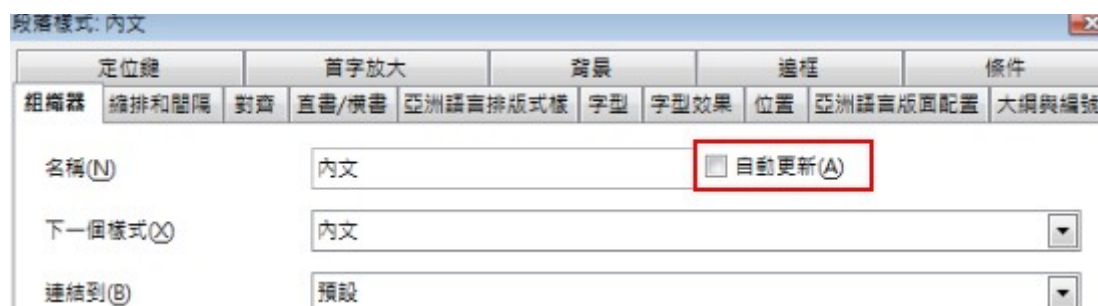 段落樣式: 內文
定位鍵 首字放大 背景 邊框 條件
組織器 縮排和間隔 對齊 直書/橫書 亞洲語言排版式樣 字型 字型效果 位置 亞洲語言版面配置 大綱與編號
名稱(N) 內文 自動更新(A)
下一個樣式(X) 內文
連結到(B) 預設